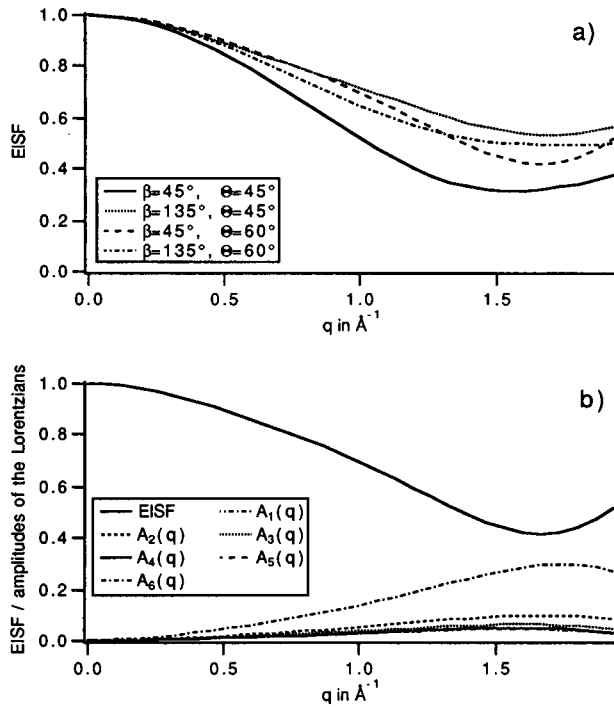 a)
1.0
0.8
0.6
0.4
0.2
0.0
EISF
β=45°, Θ=45°
β=135°, Θ=45°
β=45°, Θ=60°
β=135°, Θ=60°
0.0 0.5 1.0 1.5
q in Å⁻¹
b)
1.0
0.8
0.6
0.4
0.2
0.0
EISF / amplitudes of the Lorentzians
EISF A₁(q)
A₂(q) A₃(q)
A₄(q) A₅(q)
A₆(q)
0.0 0.5 1.0 1.5
q in Å⁻¹